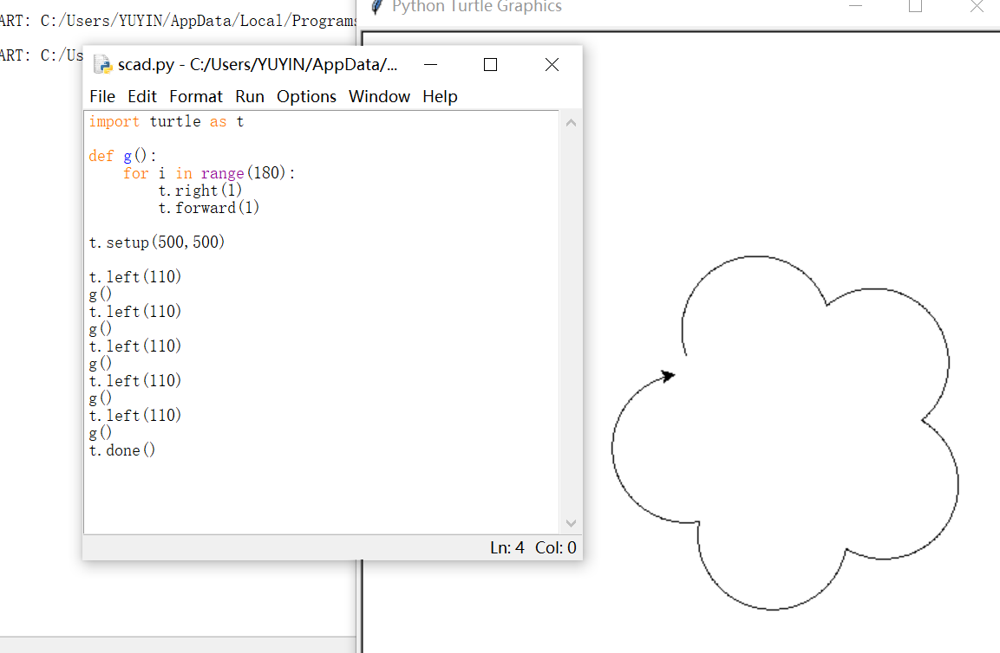 ART: C:/Users/YUYIN/AppData/Local/Programs
ART: C:/Us
Python Turtle Graphics
scad.py - C:/Users/YUYIN/AppData/...
File Edit Format Run Options Window Help
import turtle as t
def g():
    for i in range(180):
        t.right(1)
        t.forward(1)
t.setup(500,500)
t.left(110)
g()
t.left(110)
g()
t.left(110)
g()
t.left(110)
g()
t.left(110)
g()
t.done()
Ln: 4 Col: 0